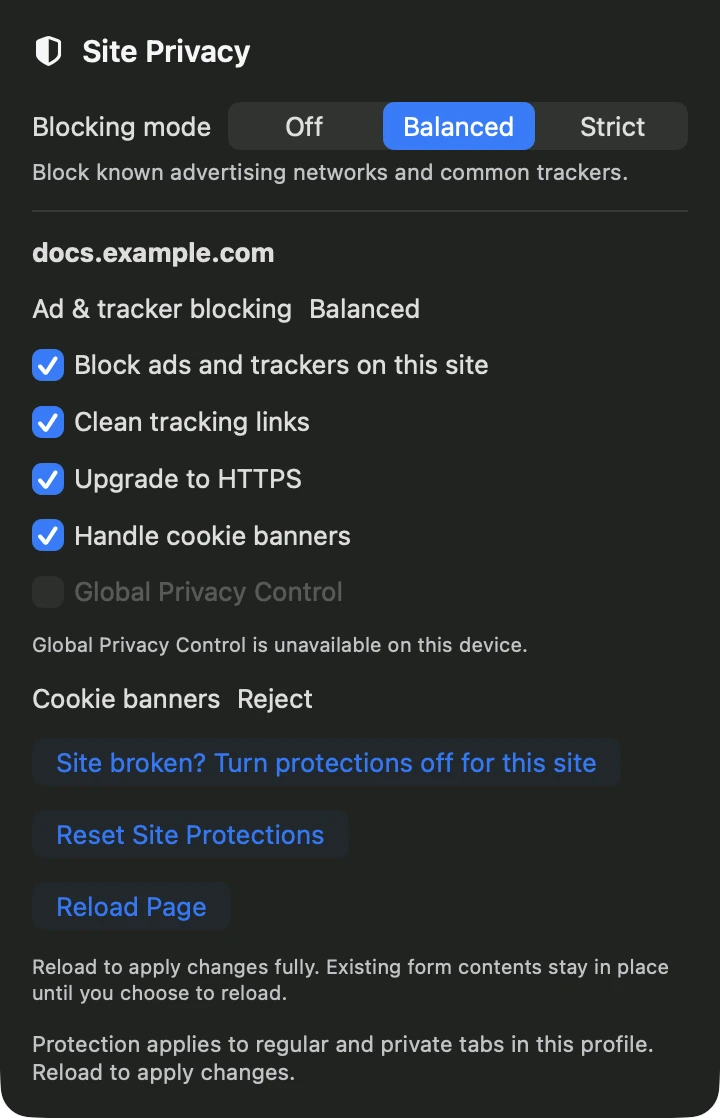 Site Privacy
Blocking mode Off Balanced Strict
Block known advertising networks and common trackers.
docs.example.com
Ad & tracker blocking Balanced
Block ads and trackers on this site
Clean tracking links
Upgrade to HTTPS
Handle cookie banners
Global Privacy Control
Global Privacy Control is unavailable on this device.
Cookie banners Reject
Site broken? Turn protections off for this site
Reset Site Protections
Reload Page
Reload to apply changes fully. Existing form contents stay in place
until you choose to reload.
Protection applies to regular and private tabs in this profile.
Reload to apply changes.